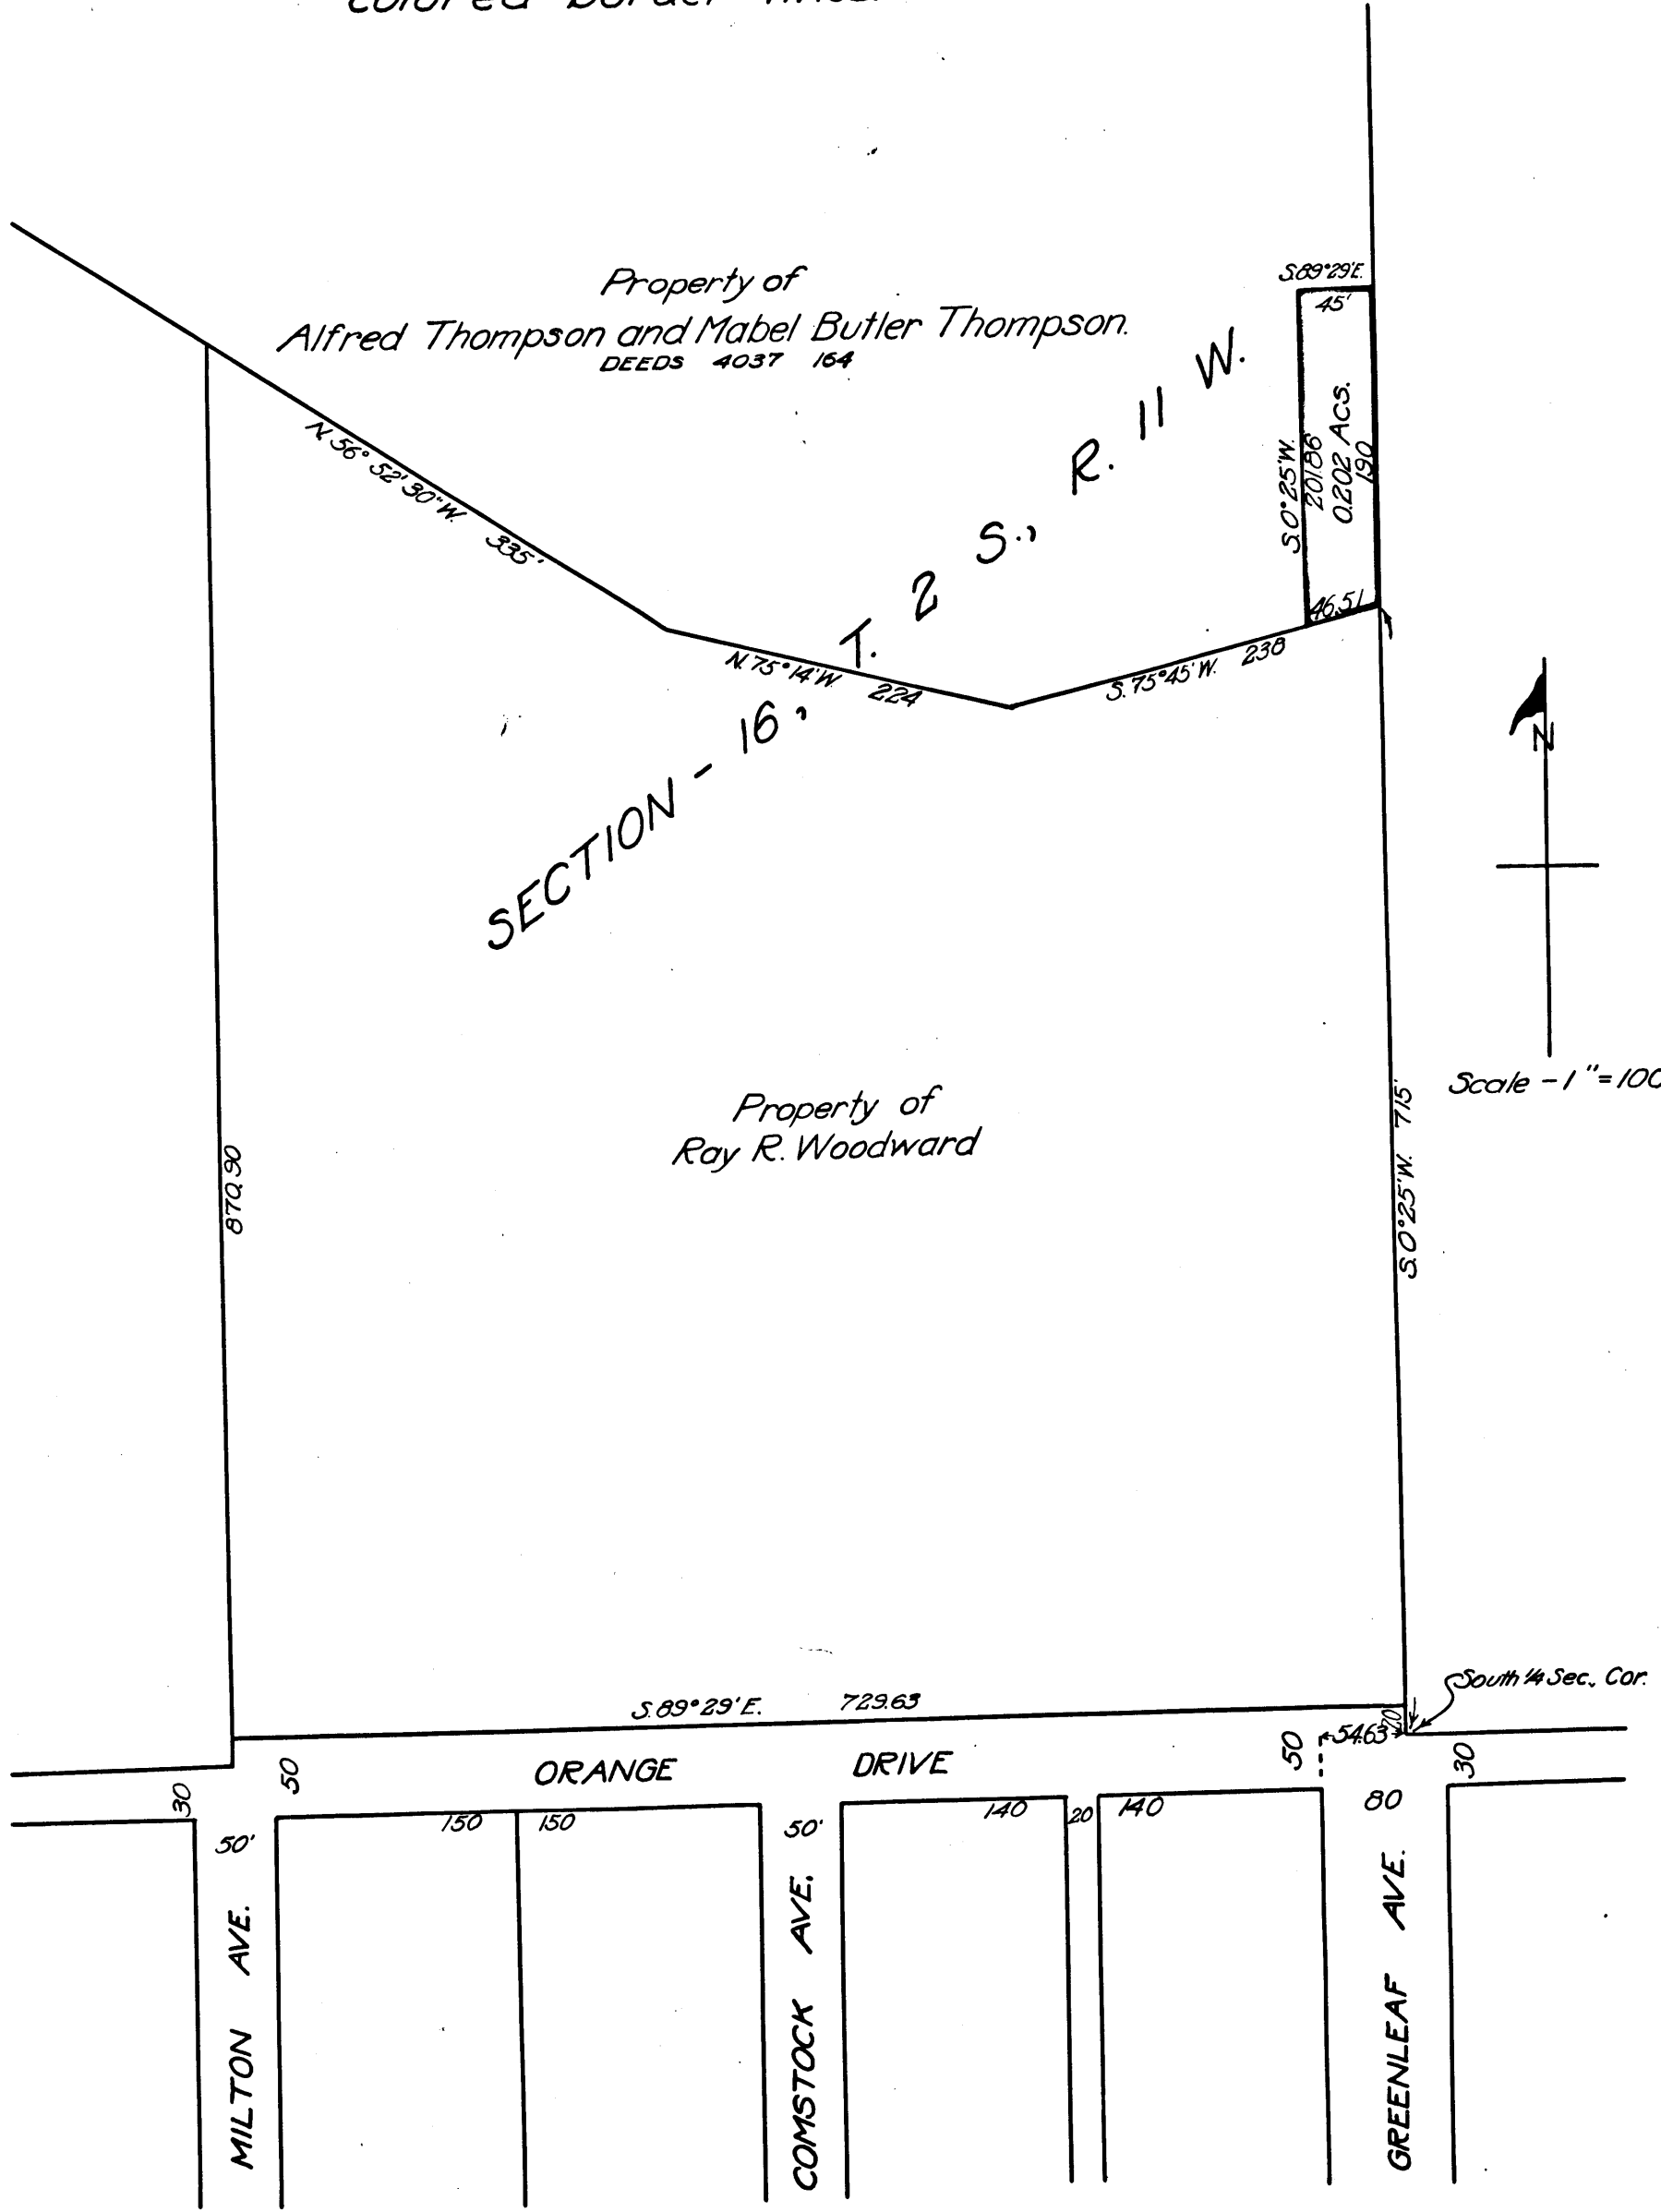 colored border lines.
Property of
Alfred Thompson and Mabel Butler Thompson.
DEEDS 4037 164
S.89°29'E.
45'
S.0°25'W.
201.86
0.202 Acs.
190
46.51
N.56°52'30"W. 335'
N.75°14'W 224
S.75°45'W. 238
SECTION - 16, T. 2 S., R. 11 W.
N
Scale - 1"=100
Property of
Ray R. Woodward
870.90
S.0°25'W. 715'
S.89°29'E. 729.63
South 1/4 Sec., Cor.
20
54.63
50
30
30
50
ORANGE DRIVE
50'
150
150
50'
140
20
140
80
MILTON AVE.
COMSTOCK AVE.
GREENLEAF AVE.